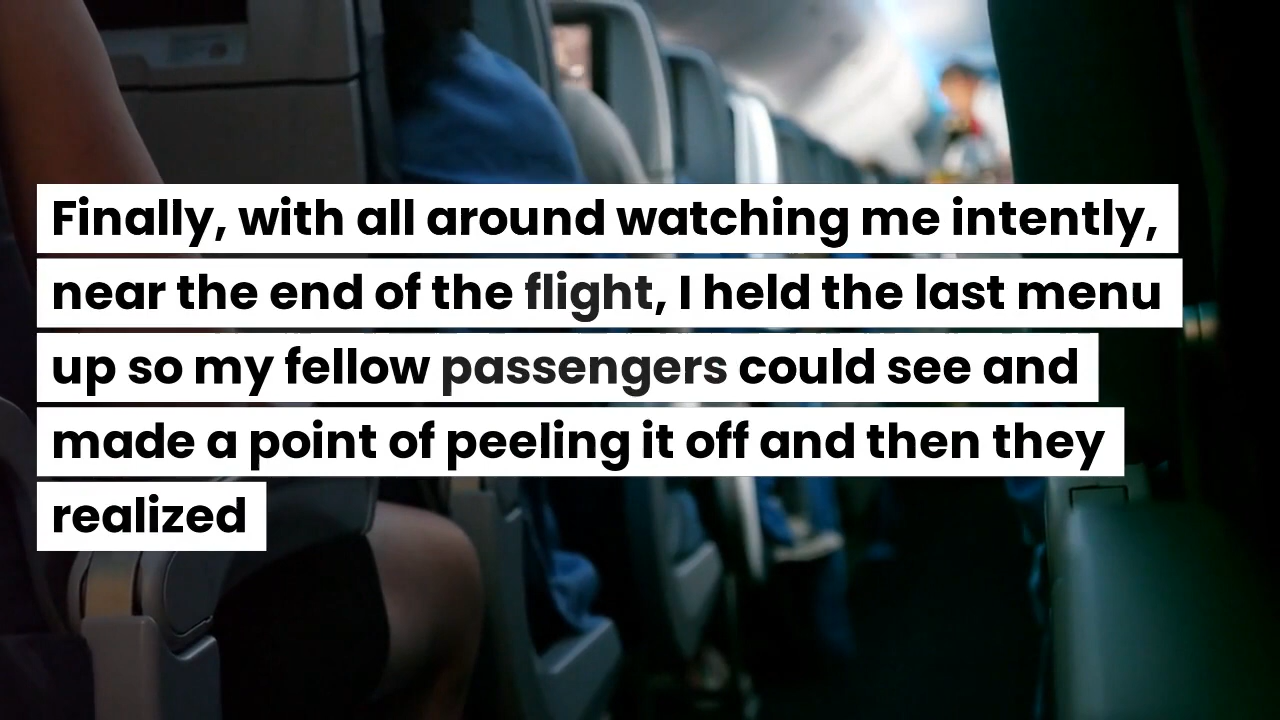 Finally, with all around watching me intently,
near the end of the flight, I held the last menu
up so my fellow passengers could see and
made a point of peeling it off and then they
realized